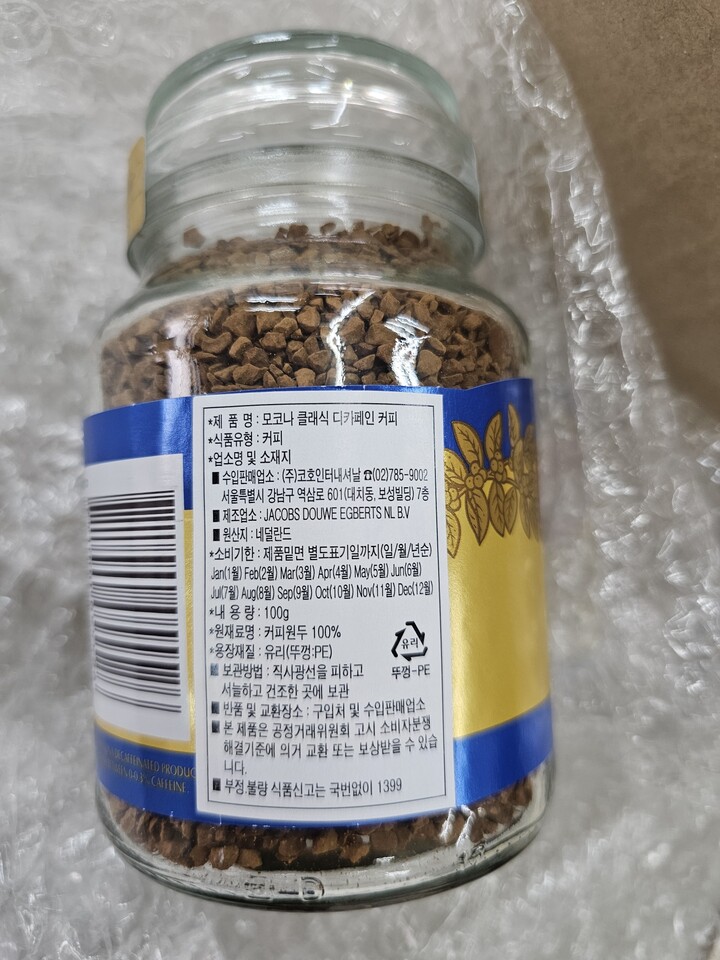 *제 품 명 : 모코나 클래식 디카페인 커피
*식품유형 : 커피
*업소명 및 소재지
■ 수입판매업소 : (주)코호인터내셔날 ☎(02)785-9002
서울특별시 강남구 역삼로 601(대치동, 보성빌딩) 7층
■ 제조업소 : JACOBS DOUWE EGBERTS NL B.V
■ 원산지 : 네덜란드
*소비기한 : 제품밑면 별도표기일까지(일/월/년순)
Jan(1월) Feb(2월) Mar(3월) Apr(4월) May(5월) Jun(6월)
Jul(7월) Aug(8월) Sep(9월) Oct(10월) Nov(11월) Dec(12월)
*내 용 량 : 100g
*원재료명 : 커피원두 100%
*용장재질 : 유리(뚜껑:PE)
유리
뚜껑-PE
■ 보관방법 : 직사광선을 피하고
서늘하고 건조한 곳에 보관
■ 반품 및 교환장소 : 구입처 및 수입판매업소
■ 본 제품은 공정거래위원회 고시 소비자분쟁
해결기준에 의거 교환 또는 보상받을 수 있습
니다.
■ 부정.불량 식품신고는 국번없이 1399
DECAFFEINATED PRODUC
0.3% CAFFEINE